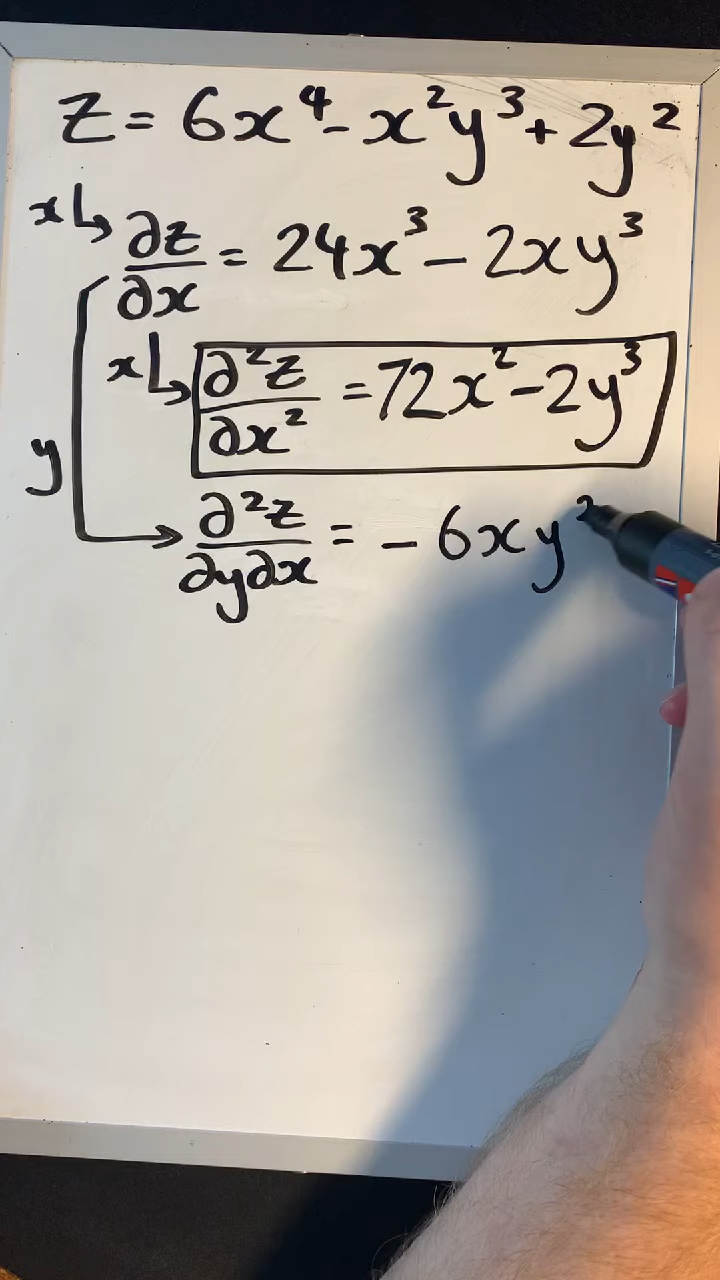 z = 6x⁴ - x²y³ + 2y²
x ↳ ∂z/∂x = 24x³ - 2xy³
x ↳ ∂²z/∂x² = 72x² - 2y³
y → ∂²z/∂y∂x = - 6xy²